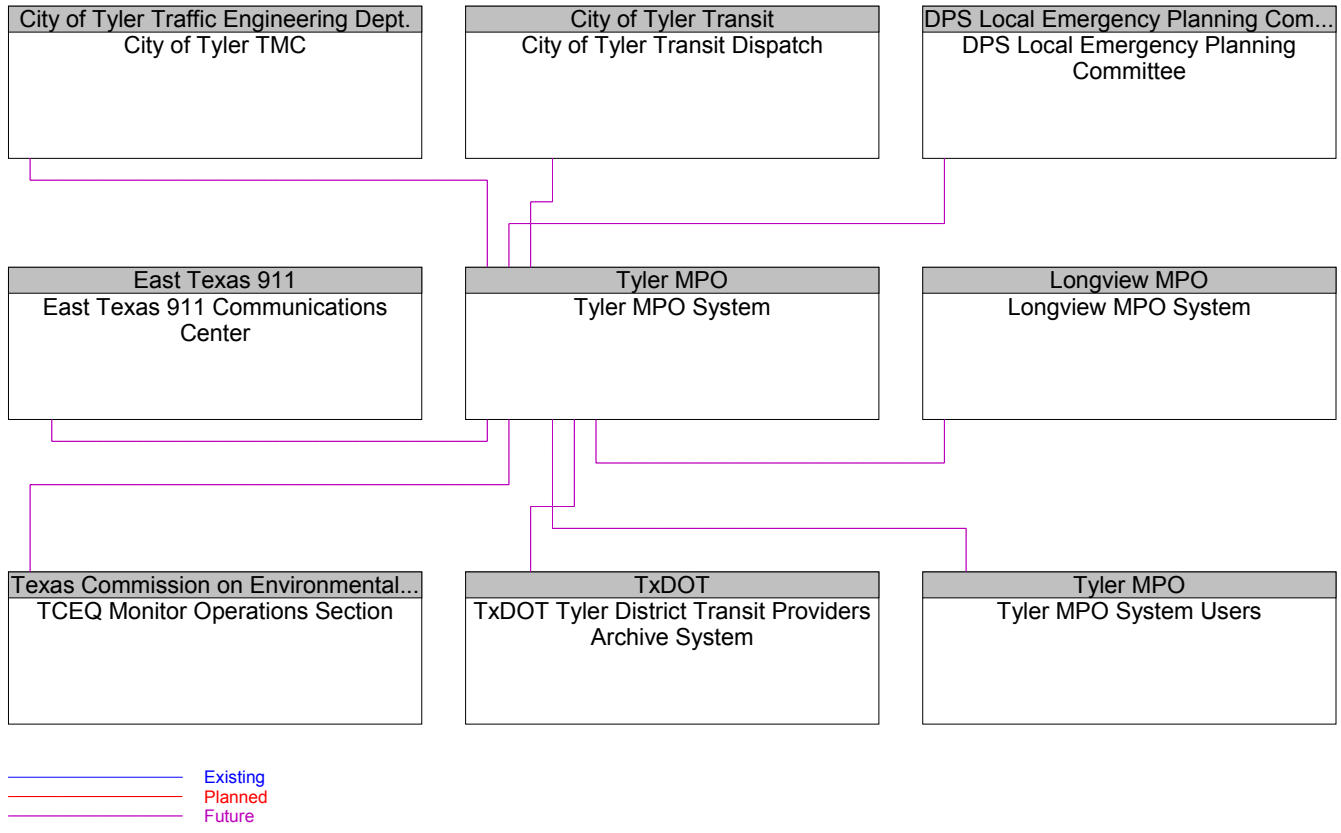 City of Tyler Traffic Engineering Dept.
City of Tyler TMC
City of Tyler Transit
City of Tyler Transit Dispatch
DPS Local Emergency Planning Com...
DPS Local Emergency Planning
Committee
East Texas 911
East Texas 911 Communications
Center
Tyler MPO
Tyler MPO System
Longview MPO
Longview MPO System
Texas Commission on Environmental...
TCEQ Monitor Operations Section
TxDOT
TxDOT Tyler District Transit Providers
Archive System
Tyler MPO
Tyler MPO System Users
Existing
Planned
Future